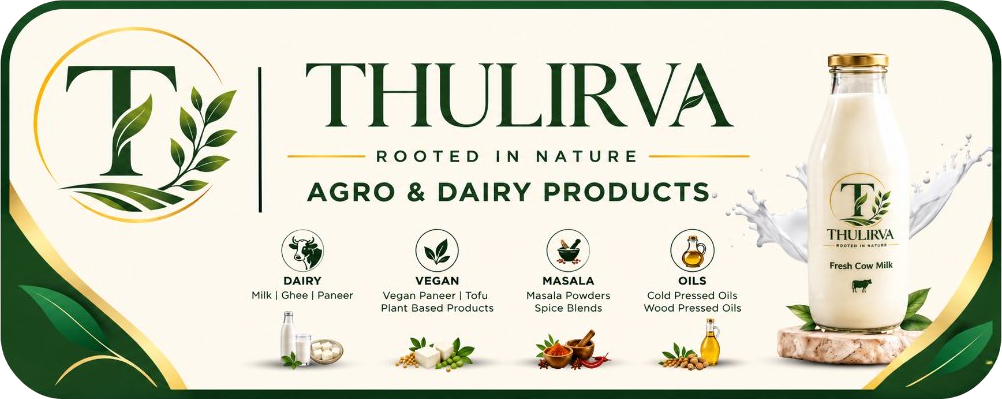 T
THULIRVA
ROOTED IN NATURE
AGRO & DAIRY PRODUCTS
DAIRY
Milk | Ghee | Paneer
VEGAN
Vegan Paneer | Tofu
Plant Based Products
MASALA
Masala Powders
Spice Blends
OILS
Cold Pressed Oils
Wood Pressed Oils
T
THULIRVA
ROOTED IN NATURE
Fresh Cow Milk